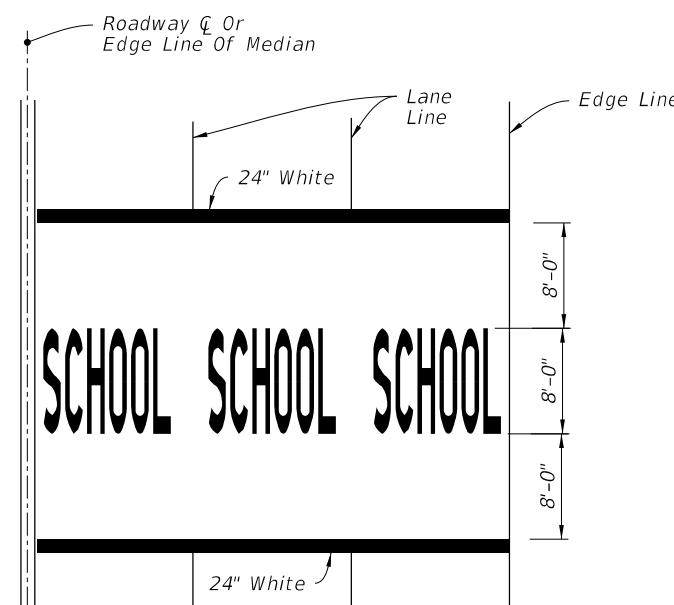 Roadway ℄ Or
Edge Line Of Median
Lane
Line
Edge Line
24" White
8'-0"
SCHOOL SCHOOL SCHOOL
8'-0"
8'-0"
24" White